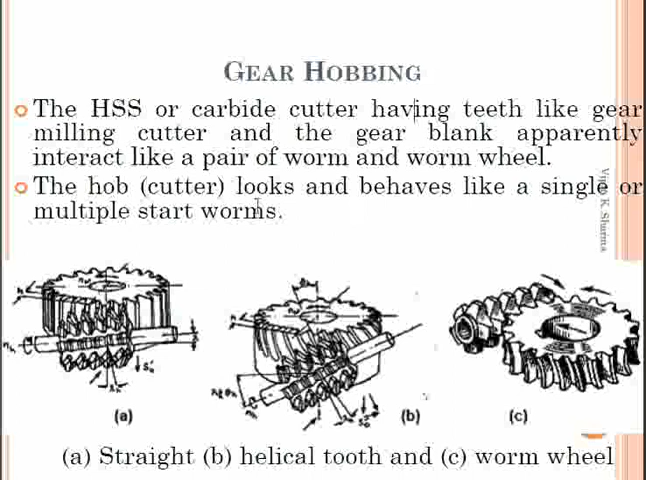 GEAR HOBBING
The HSS or carbide cutter having teeth like gear
milling cutter and the gear blank apparently
interact like a pair of worm and worm wheel.
The hob (cutter) looks and behaves like a single or
multiple start worms.
K. Sharma
(a)
(b)
(c)
(a) Straight (b) helical tooth and (c) worm wheel